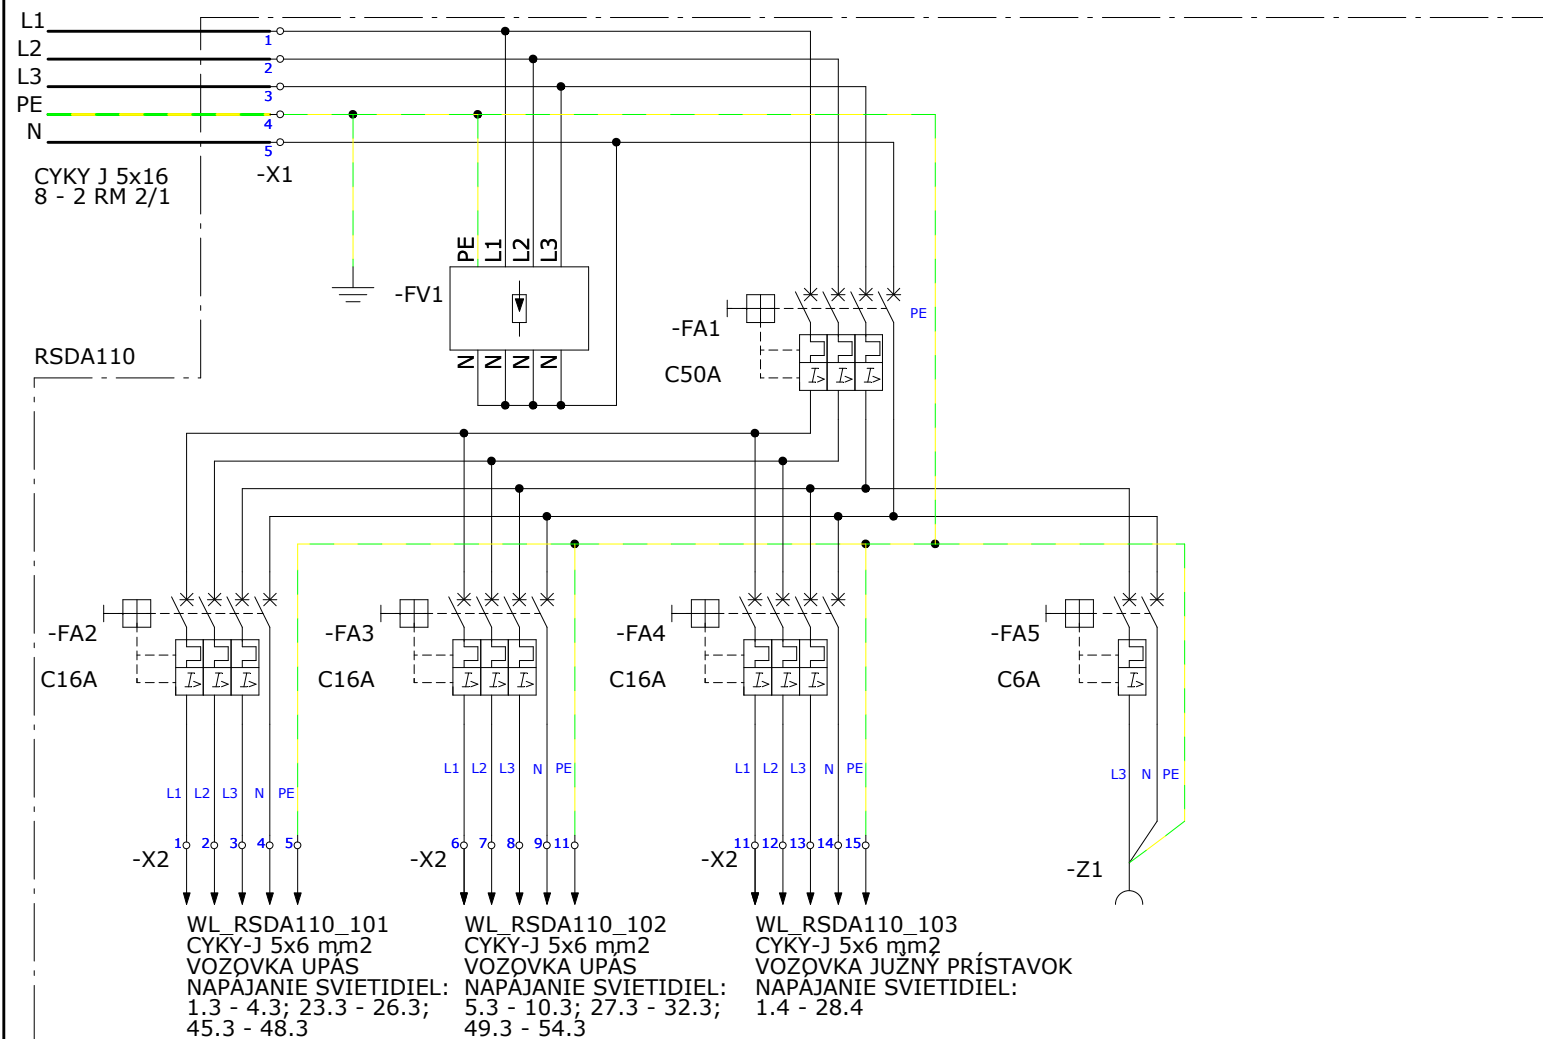 L1
L2
L3
PE
N
1
2
3
4
5
CYKY J 5x16
8 - 2 RM 2/1
-X1
RSDA110
PE
L1
L2
L3
-FV1
N
N
N
N
-FA1
C50A
PE
I>
I>
I>
-FA2
C16A
I>
I>
I>
-FA3
C16A
I>
I>
I>
-FA4
C16A
I>
I>
I>
-FA5
C6A
I>
L1
L2
L3
N
PE
L1
L2
L3
N
PE
L1
L2
L3
N
PE
L3
N
PE
-X2
1
2
3
4
5
-X2
6
7
8
9
11
-X2
11
12
13
14
15
-Z1
WL_RSDA110_101
CYKY-J 5x6 mm2
VOZOVKA UPAS
NAPÁJANIE SVIETIDIEL:
1.3 - 4.3; 23.3 - 26.3;
45.3 - 48.3
WL_RSDA110_102
CYKY-J 5x6 mm2
VOZOVKA UPAS
NAPÁJANIE SVIETIDIEL:
5.3 - 10.3; 27.3 - 32.3;
49.3 - 54.3
WL_RSDA110_103
CYKY-J 5x6 mm2
VOZOVKA JUŽNÝ PRÍSTAVOK
NAPÁJANIE SVIETIDIEL:
1.4 - 28.4